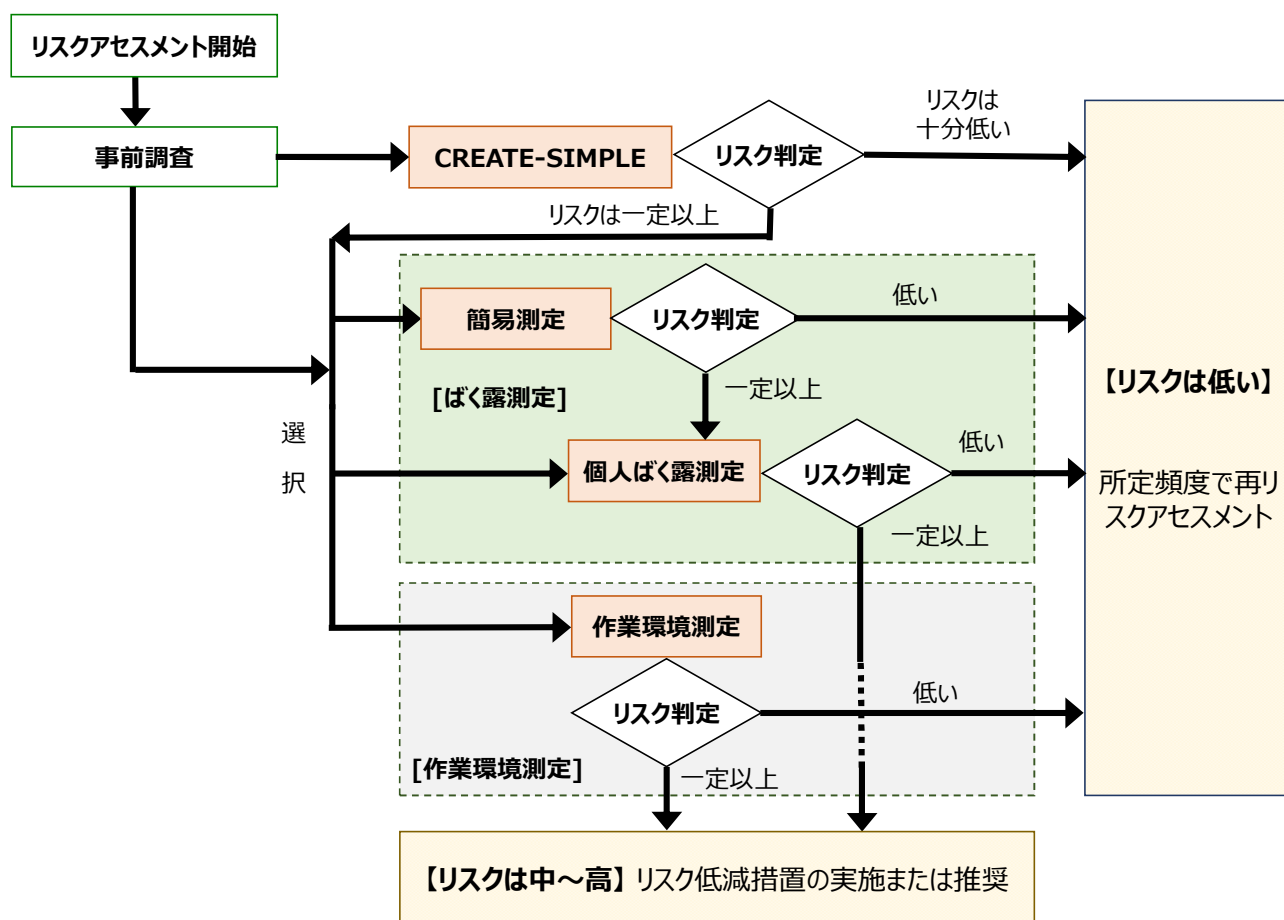 リスクアセスメント開始
事前調査
CREATE-SIMPLE
リスク判定
リスクは
十分低い
リスクは一定以上
簡易測定
リスク判定
低い
[ばく露測定]
一定以上
選
択
個人ばく露測定
リスク判定
低い
一定以上
作業環境測定
リスク判定
低い
[作業環境測定]
一定以上
【リスクは低い】
所定頻度で再リ
スクアセスメント
【リスクは中～高】リスク低減措置の実施または推奨